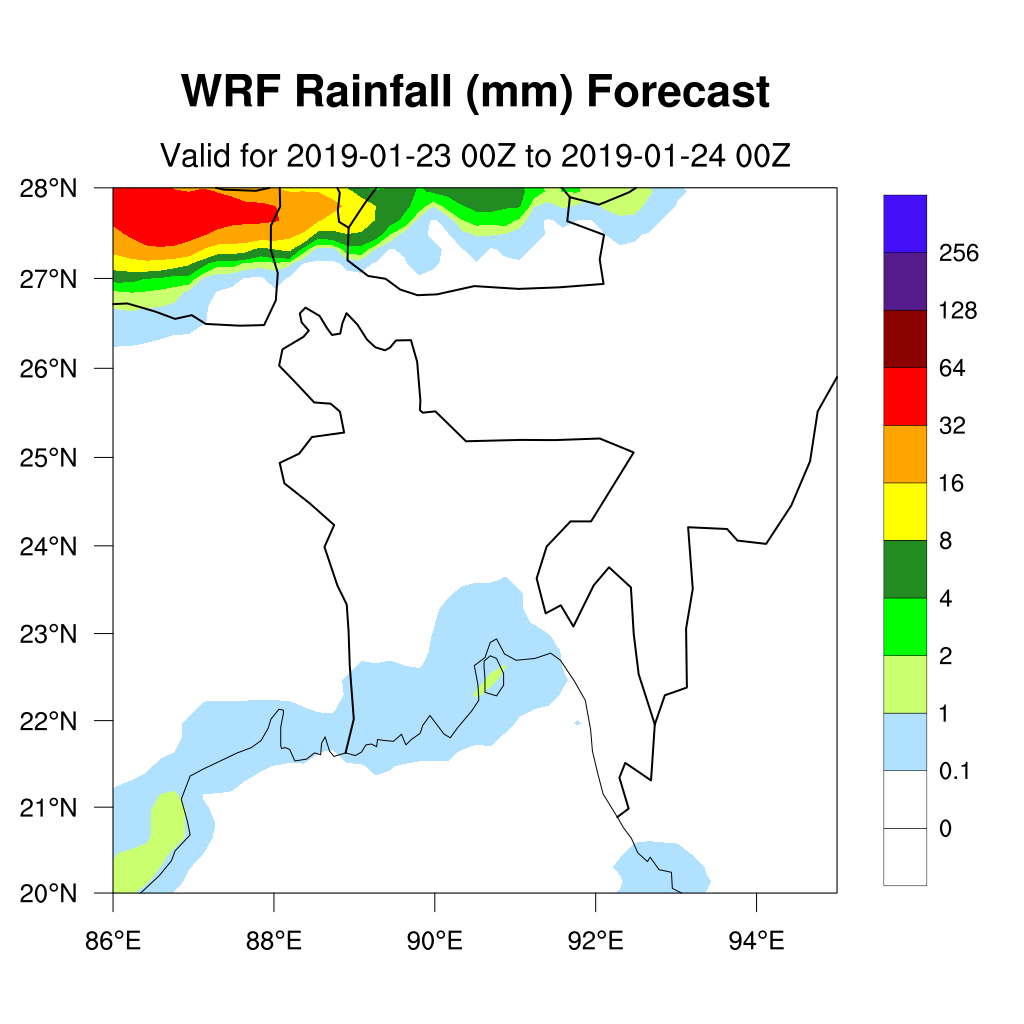 WRF Rainfall (mm) Forecast
Valid for 2019-01-23 00Z to 2019-01-24 00Z
28°N
27°N
26°N
25°N
24°N
23°N
22°N
21°N
20°N
86°E
88°E
90°E
92°E
94°E
256
128
64
32
16
8
4
2
1
0.1
0